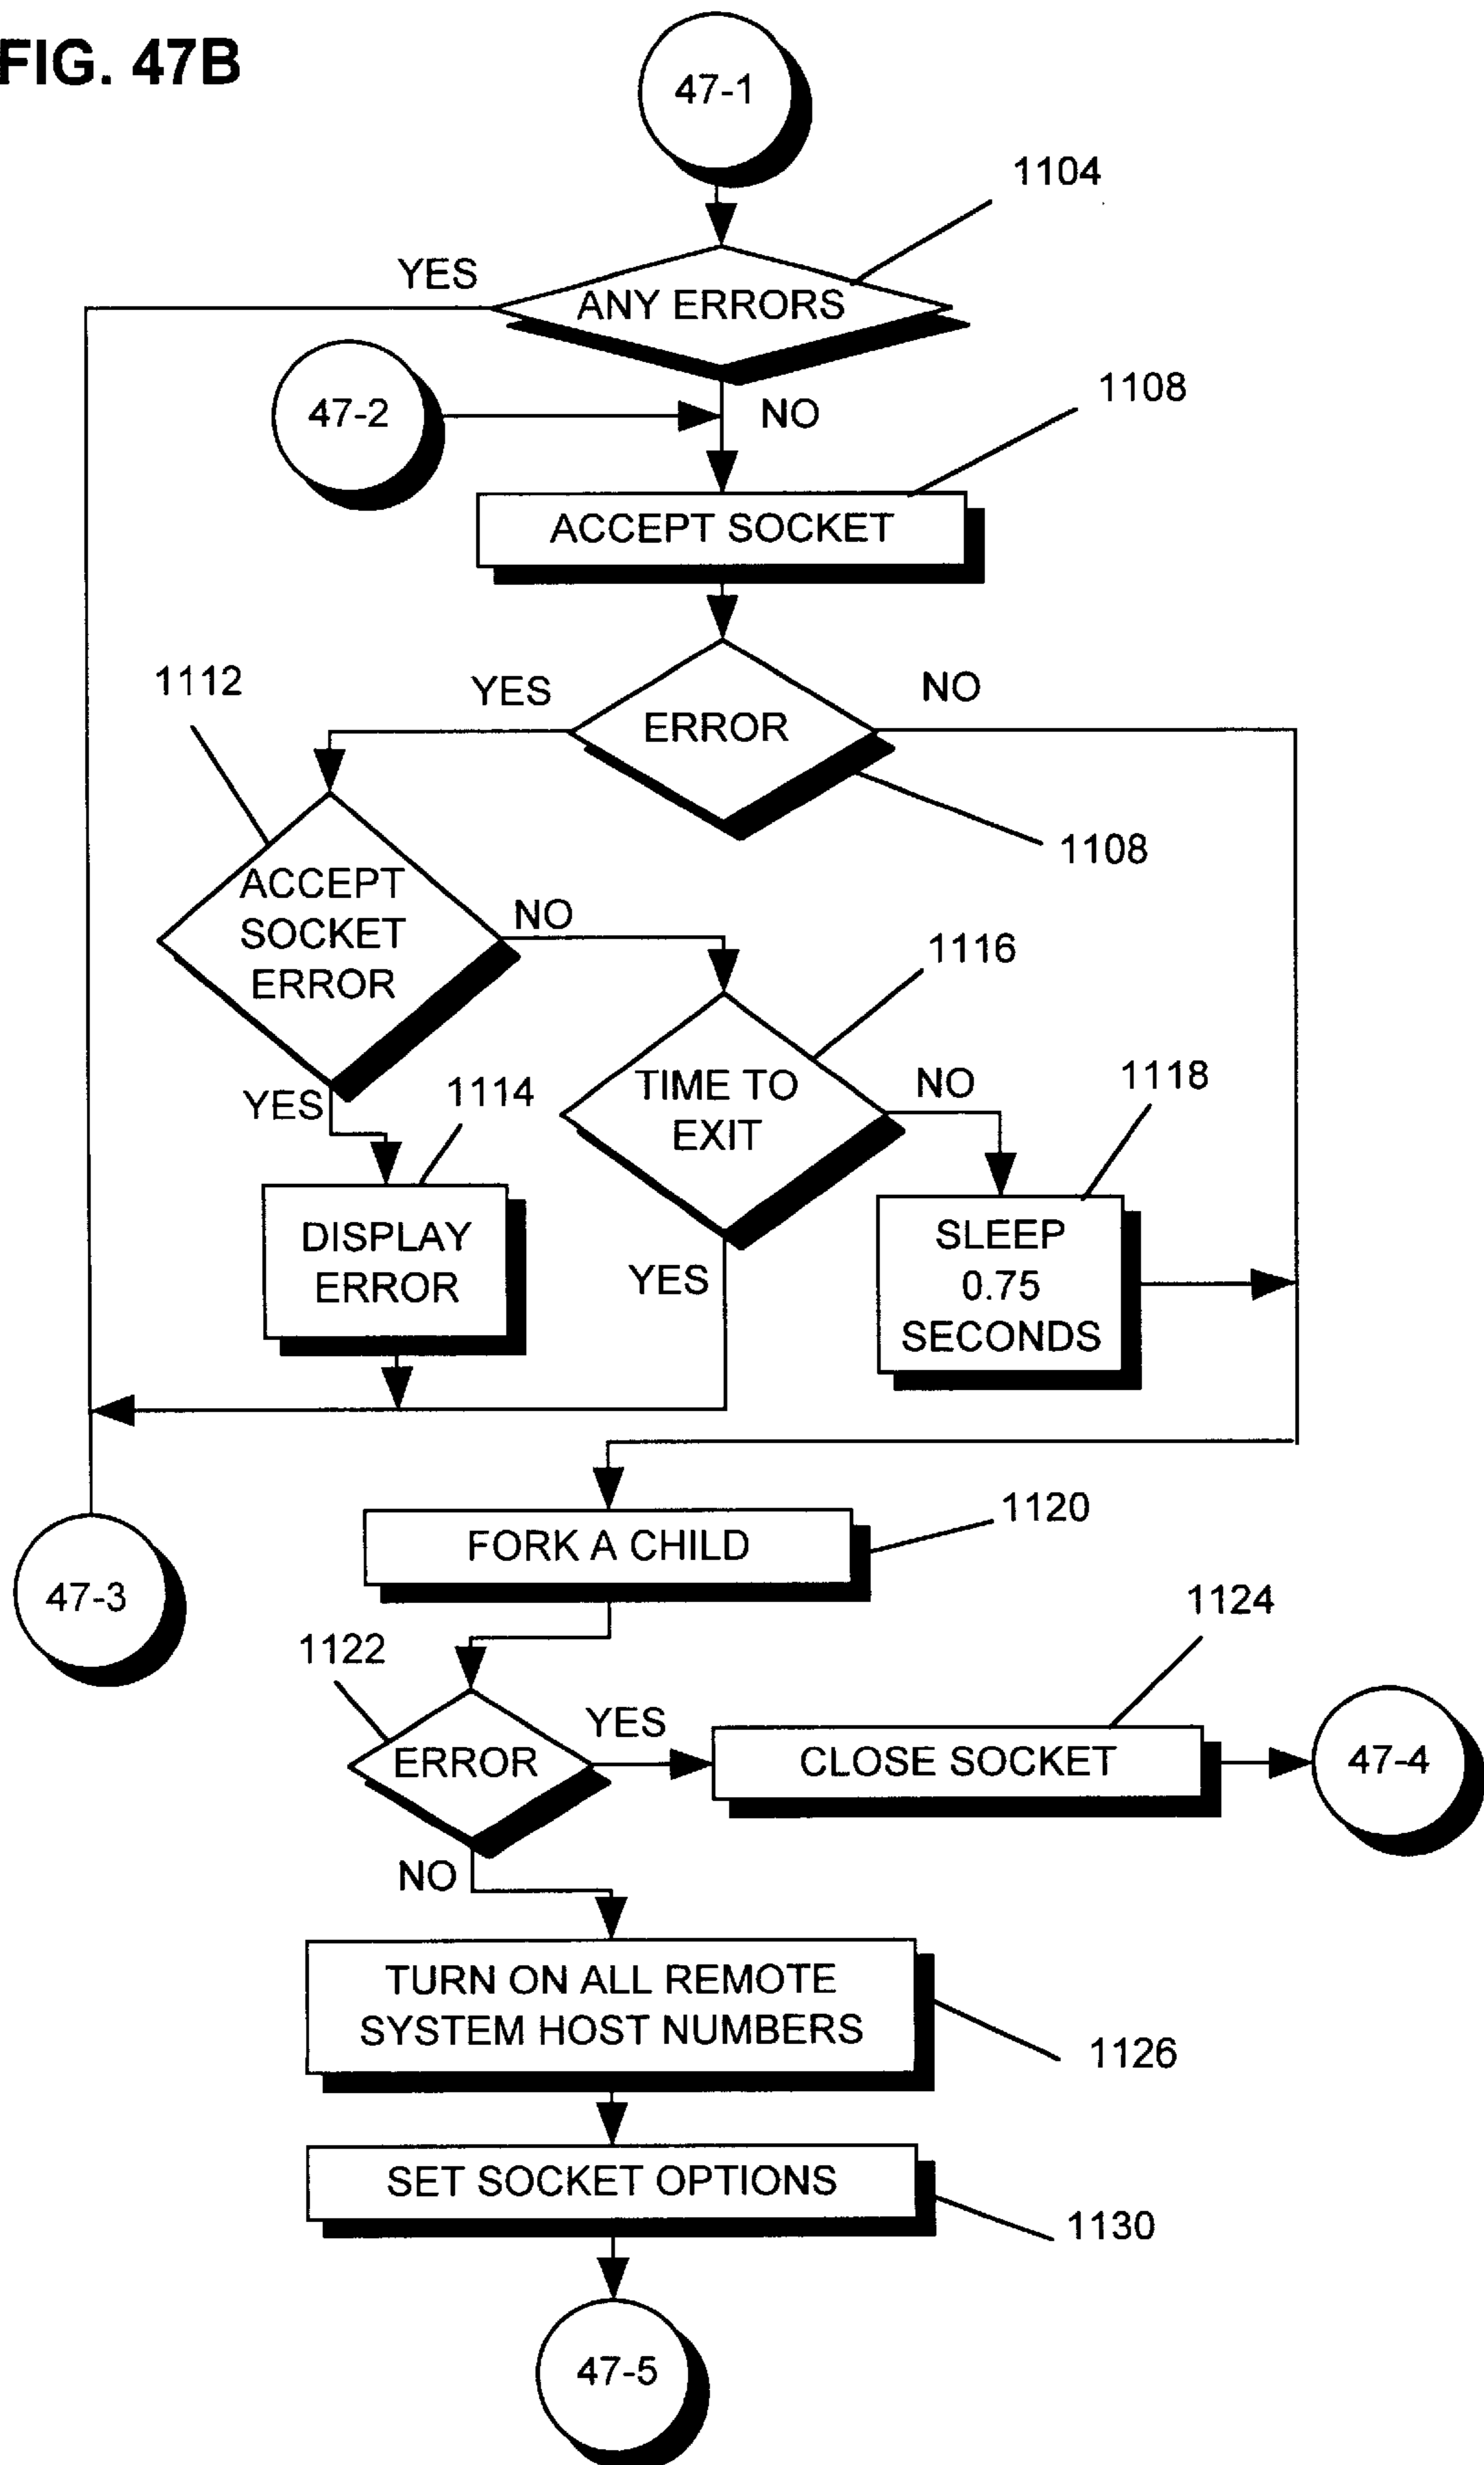 FIG. 47B
47-1
1104
YES
ANY ERRORS
47-2
NO
1108
ACCEPT SOCKET
1112
YES
NO
ERROR
1108
ACCEPT
SOCKET
ERROR
NO
1116
TIME TO
EXIT
NO
1118
YES
1114
DISPLAY
ERROR
YES
SLEEP
0.75
SECONDS
FORK A CHILD
1120
47-3
1122
1124
ERROR
YES
CLOSE SOCKET
47-4
NO
TURN ON ALL REMOTE
SYSTEM HOST NUMBERS
1126
SET SOCKET OPTIONS
1130
47-5